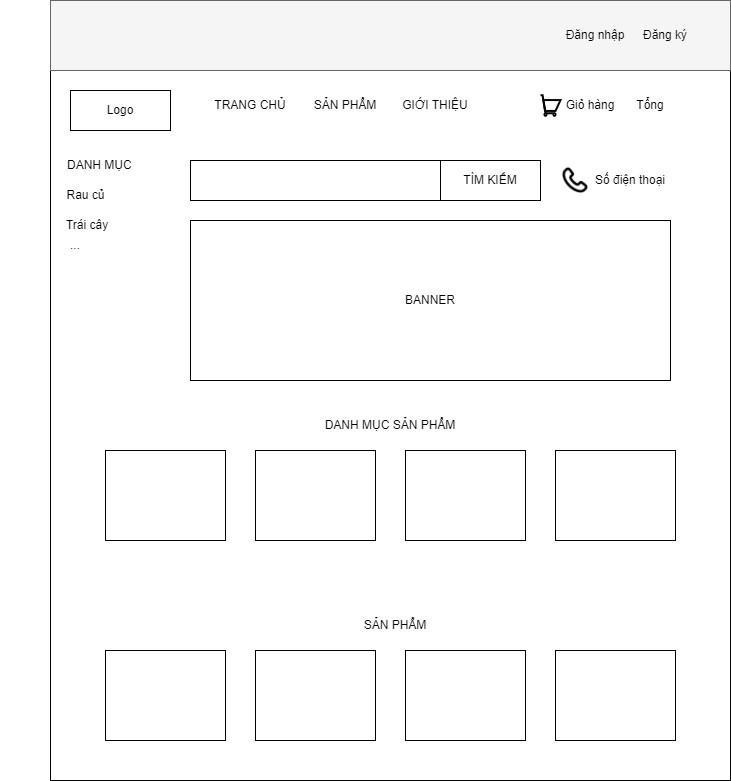 Đăng nhập Đăng ký
Logo
TRANG CHỦ SẢN PHẨM GIỚI THIỆU
Giỏ hàng Tổng
DANH MỤC
Rau củ
Trái cây
...
TÌM KIẾM
Số điện thoại
BANNER
DANH MỤC SẢN PHẨM
SẢN PHẨM